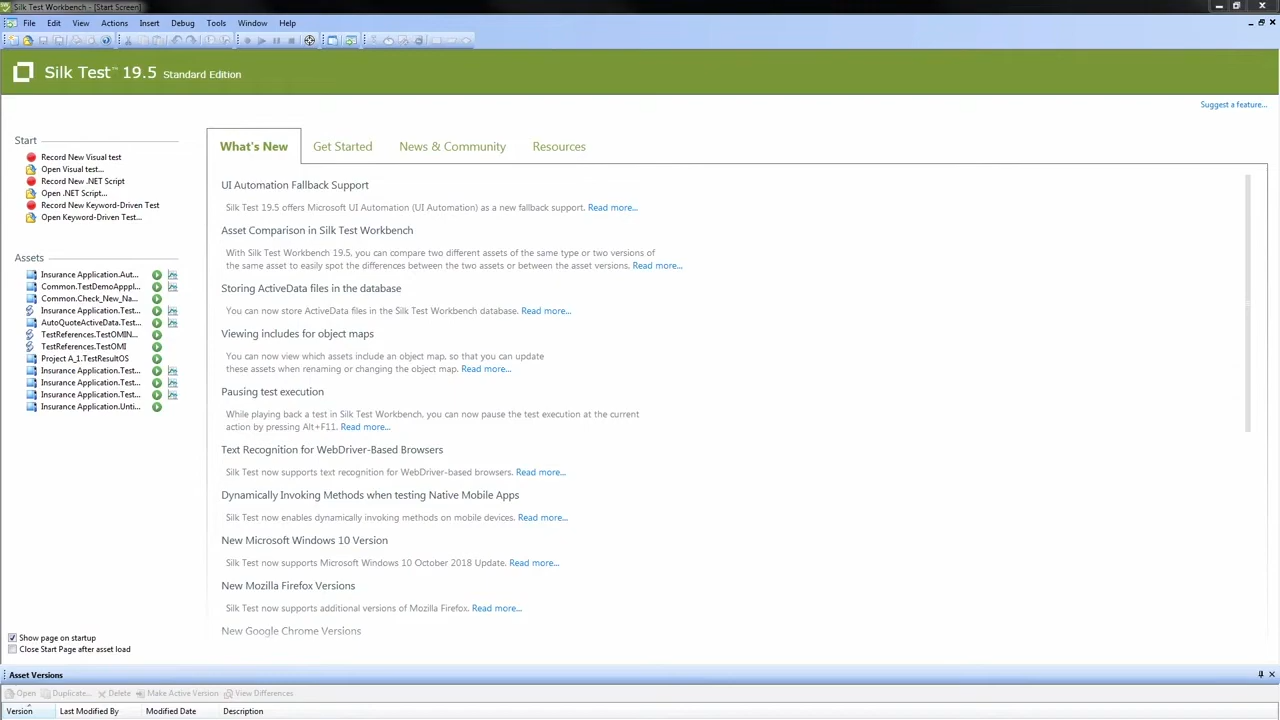 Silk Test Workbench - [Start Screen]
File Edit View Actions Insert Debug Tools Window Help
Silk Test™ 19.5 Standard Edition
Suggest a feature...
Start
Record New Visual test
Open Visual test...
Record New .NET Script
Open .NET Script...
Record New Keyword-Driven Test
Open Keyword-Driven Test...
Assets
Insurance Application.Aut...
Common.TestDemoApppl...
Common.Check_New_Na...
Insurance Application.Test...
AutoQuoteActiveData.Test...
TestReferences.TestOMIN...
TestReferences.TestOMI
Project A_1.TestResultOS
Insurance Application.Test...
Insurance Application.Test...
Insurance Application.Test...
Insurance Application.Unti...
Show page on startup
Close Start Page after asset load
What's New Get Started News & Community Resources
UI Automation Fallback Support
Silk Test 19.5 offers Microsoft UI Automation (UI Automation) as a new fallback support. Read more...
Asset Comparison in Silk Test Workbench
With Silk Test Workbench 19.5, you can compare two different assets of the same type or two versions of
the same asset to easily spot the differences between the two assets or between the asset versions. Read more...
Storing ActiveData files in the database
You can now store ActiveData files in the Silk Test Workbench database. Read more...
Viewing includes for object maps
You can now view which assets include an object map, so that you can update
these assets when renaming or changing the object map. Read more...
Pausing test execution
While playing back a test in Silk Test Workbench, you can now pause the test execution at the current
action by pressing Alt+F11. Read more...
Text Recognition for WebDriver-Based Browsers
Silk Test now supports text recognition for WebDriver-based browsers. Read more...
Dynamically Invoking Methods when testing Native Mobile Apps
Silk Test now enables dynamically invoking methods on mobile devices. Read more...
New Microsoft Windows 10 Version
Silk Test now supports Microsoft Windows 10 October 2018 Update. Read more...
New Mozilla Firefox Versions
Silk Test now supports additional versions of Mozilla Firefox. Read more...
New Google Chrome Versions
Asset Versions
Open Duplicate... Delete Make Active Version View Differences
Version Last Modified By Modified Date Description